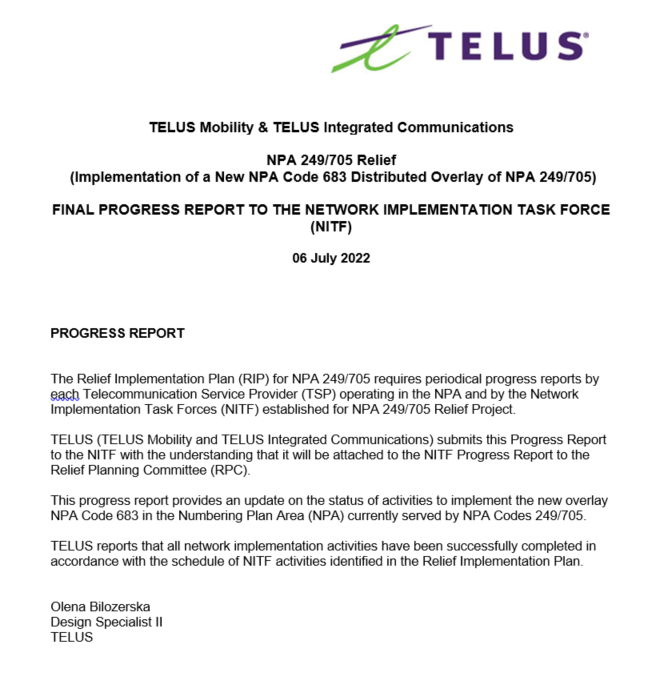 TELUS®
TELUS Mobility & TELUS Integrated Communications
NPA 249/705 Relief
(Implementation of a New NPA Code 683 Distributed Overlay of NPA 249/705)
FINAL PROGRESS REPORT TO THE NETWORK IMPLEMENTATION TASK FORCE
(NITF)
06 July 2022
PROGRESS REPORT
The Relief Implementation Plan (RIP) for NPA 249/705 requires periodical progress reports by
each Telecommunication Service Provider (TSP) operating in the NPA and by the Network
Implementation Task Forces (NITF) established for NPA 249/705 Relief Project.
TELUS (TELUS Mobility and TELUS Integrated Communications) submits this Progress Report
to the NITF with the understanding that it will be attached to the NITF Progress Report to the
Relief Planning Committee (RPC).
This progress report provides an update on the status of activities to implement the new overlay
NPA Code 683 in the Numbering Plan Area (NPA) currently served by NPA Codes 249/705.
TELUS reports that all network implementation activities have been successfully completed in
accordance with the schedule of NITF activities identified in the Relief Implementation Plan.
Olena Bilozerska
Design Specialist II
TELUS